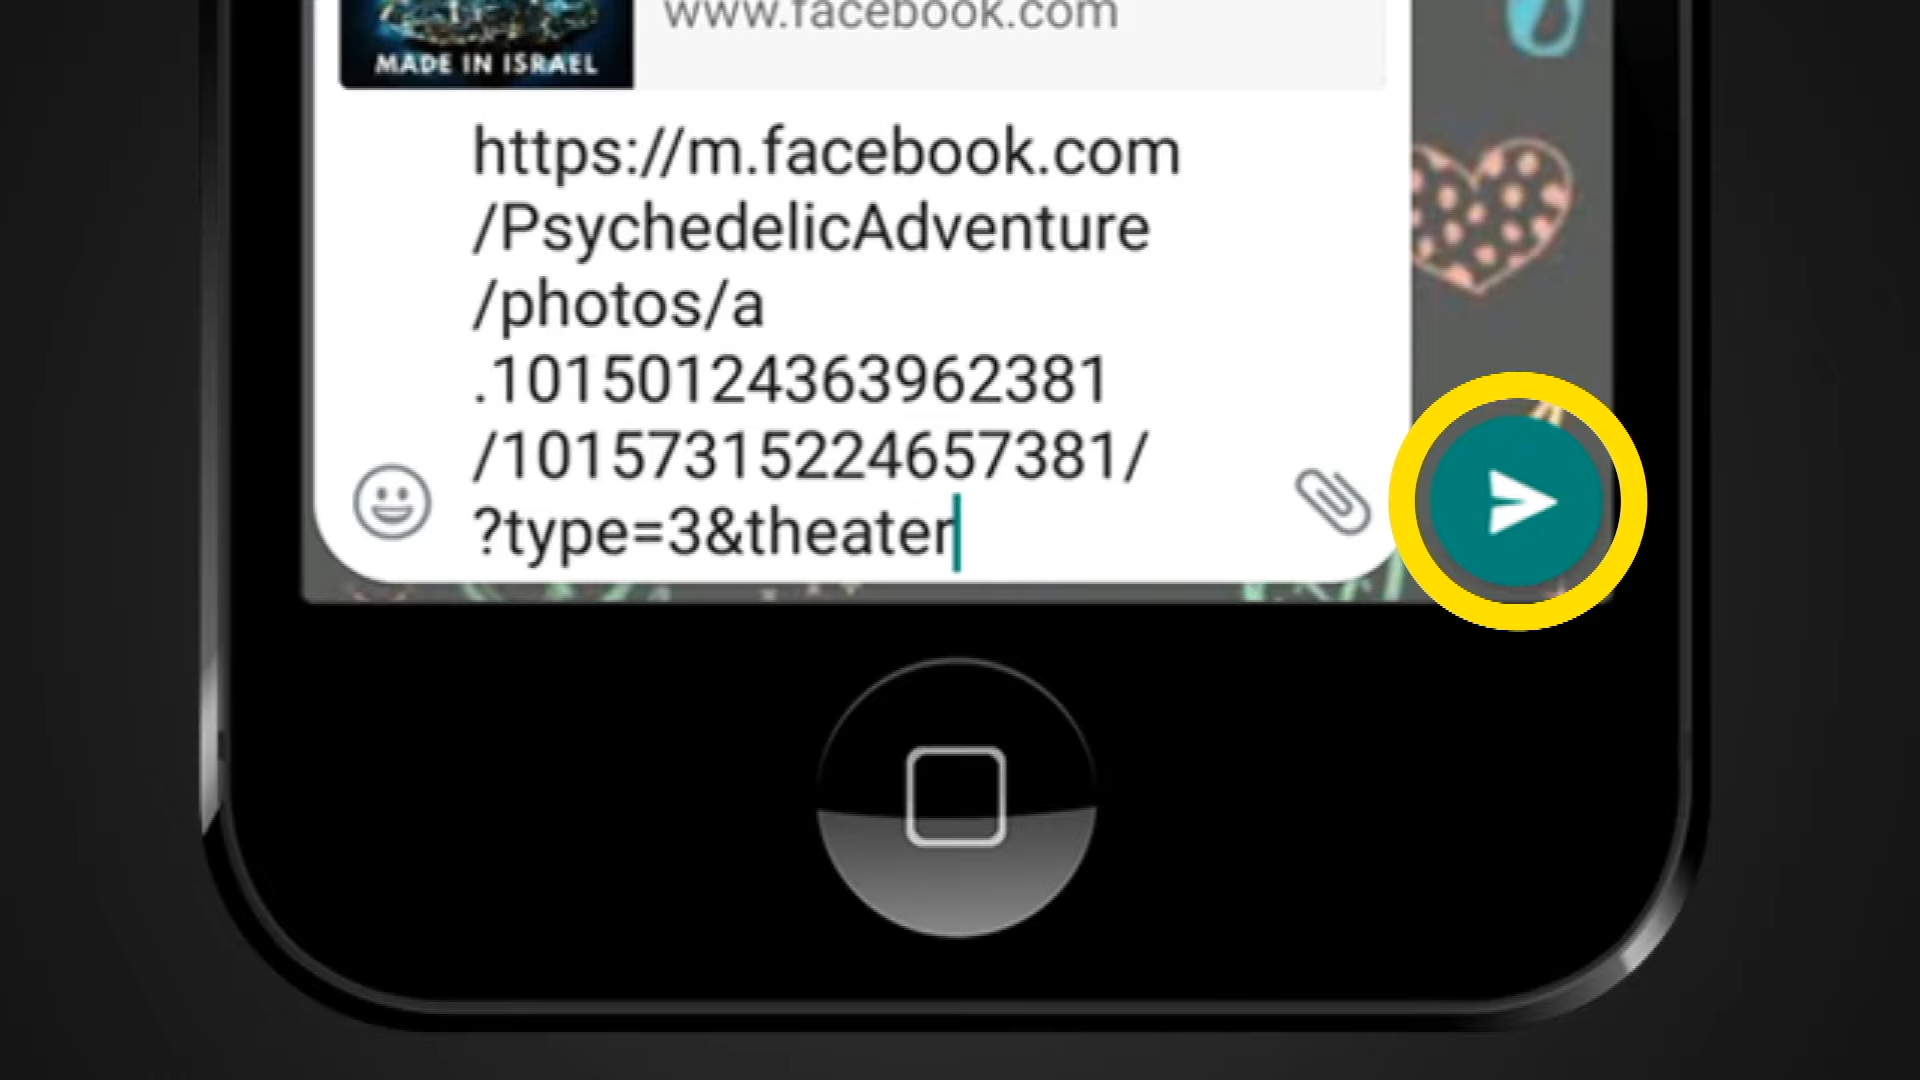 www.facebook.com
MADE IN ISRAEL
https://m.facebook.com
/PsychedelicAdventure
/photos/a
.10150124363962381
/10157315224657381/
?type=3&theater